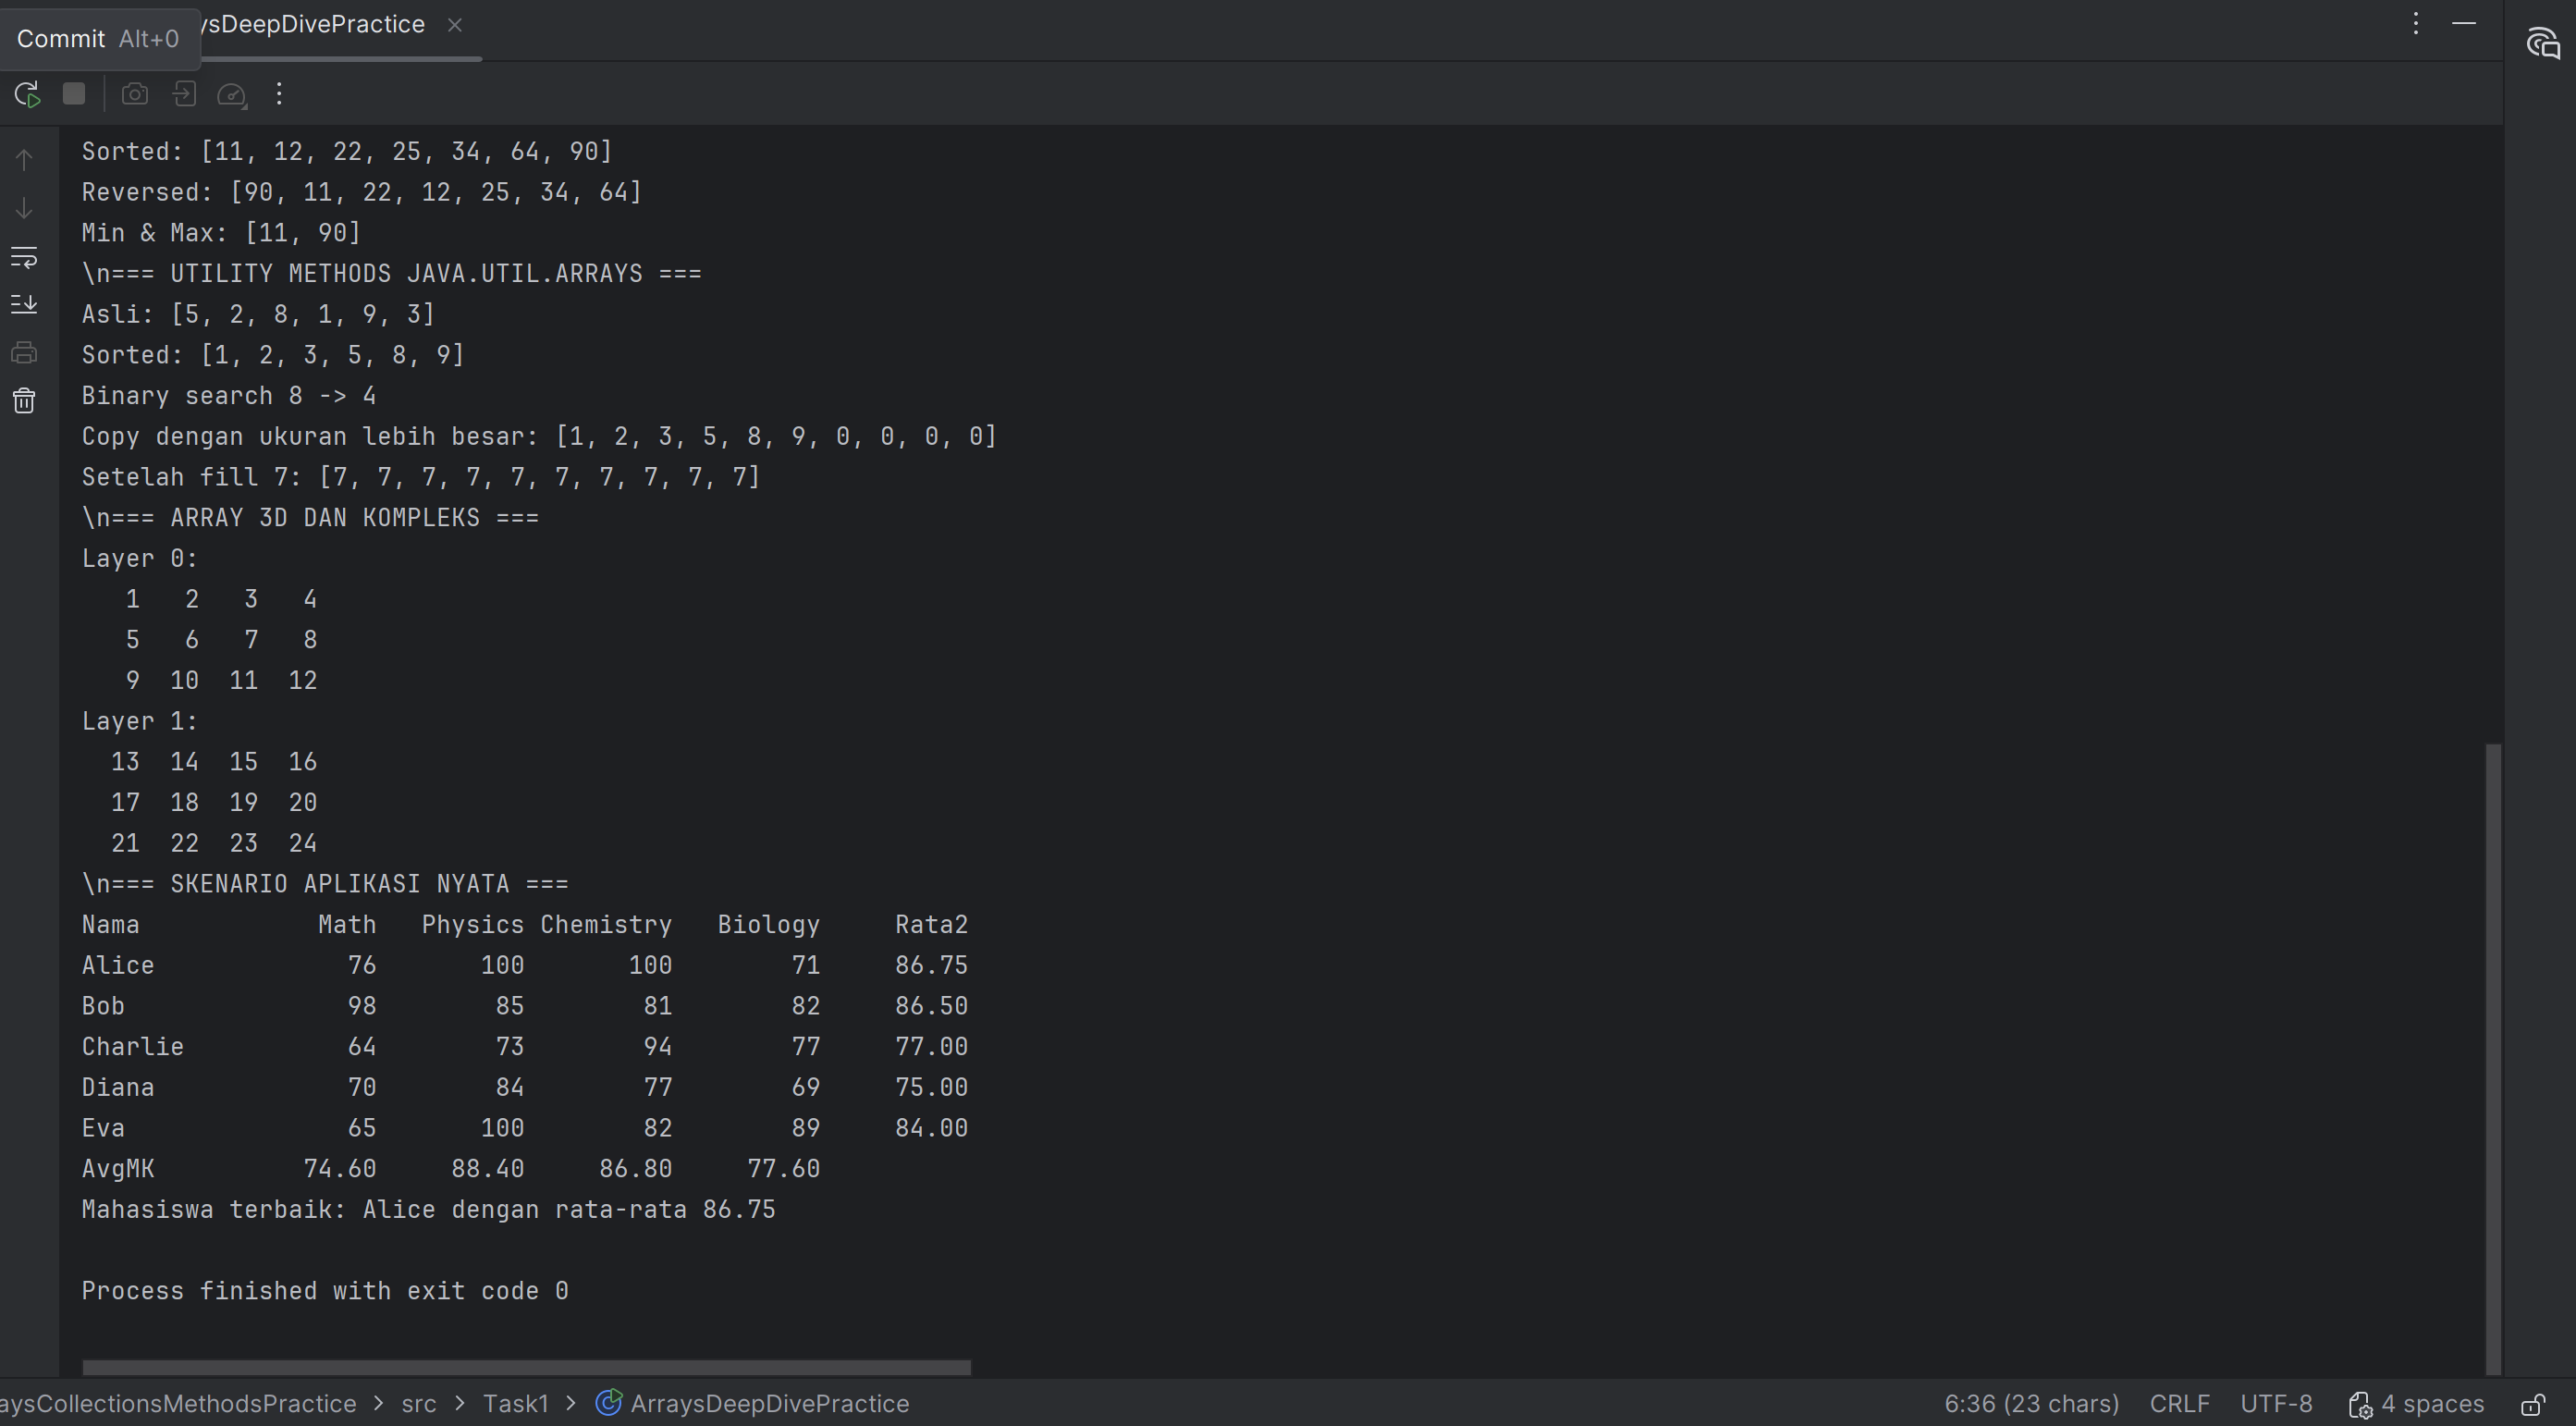 Commit Alt+0
ysDeepDivePractice
Sorted: [11, 12, 22, 25, 34, 64, 90]
Reversed: [90, 11, 22, 12, 25, 34, 64]
Min & Max: [11, 90]
\n=== UTILITY METHODS JAVA.UTIL.ARRAYS ===
Asli: [5, 2, 8, 1, 9, 3]
Sorted: [1, 2, 3, 5, 8, 9]
Binary search 8 -> 4
Copy dengan ukuran lebih besar: [1, 2, 3, 5, 8, 9, 0, 0, 0, 0]
Setelah fill 7: [7, 7, 7, 7, 7, 7, 7, 7, 7, 7]
\n=== ARRAY 3D DAN KOMPLEKS ===
Layer 0:
1 2 3 4
5 6 7 8
9 10 11 12
Layer 1:
13 14 15 16
17 18 19 20
21 22 23 24
\n=== SKENARIO APLIKASI NYATA ===
Nama Math Physics Chemistry Biology Rata2
Alice 76 100 100 71 86.75
Bob 98 85 81 82 86.50
Charlie 64 73 94 77 77.00
Diana 70 84 77 69 75.00
Eva 65 100 82 89 84.00
AvgMK 74.60 88.40 86.80 77.60
Mahasiswa terbaik: Alice dengan rata-rata 86.75
Process finished with exit code 0
aysCollectionsMethodsPractice > src > Task1 > ArraysDeepDivePractice
6:36 (23 chars) CRLF UTF-8 4 spaces